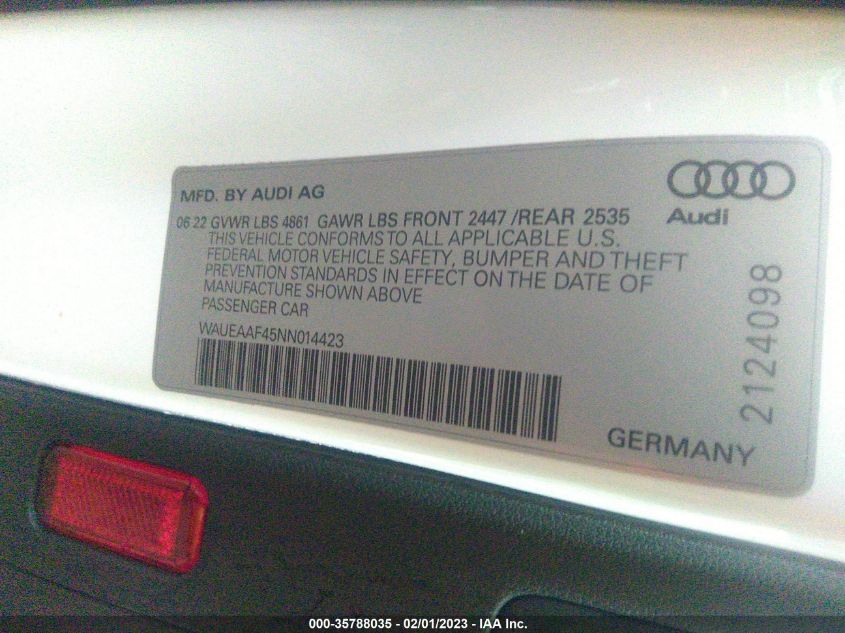 MFD. BY AUDI AG
Audi
06 22 GVWR LBS 4861 GAWR LBS FRONT 2447 /REAR 2535
THIS VEHICLE CONFORMS TO ALL APPLICABLE U.S.
FEDERAL MOTOR VEHICLE SAFETY, BUMPER AND THEFT
PREVENTION STANDARDS IN EFFECT ON THE DATE OF
MANUFACTURE SHOWN ABOVE
PASSENGER CAR
WAUEAAF45NN014423
2124098
GERMANY
000-35788035 - 02/01/2023 - IAA Inc.